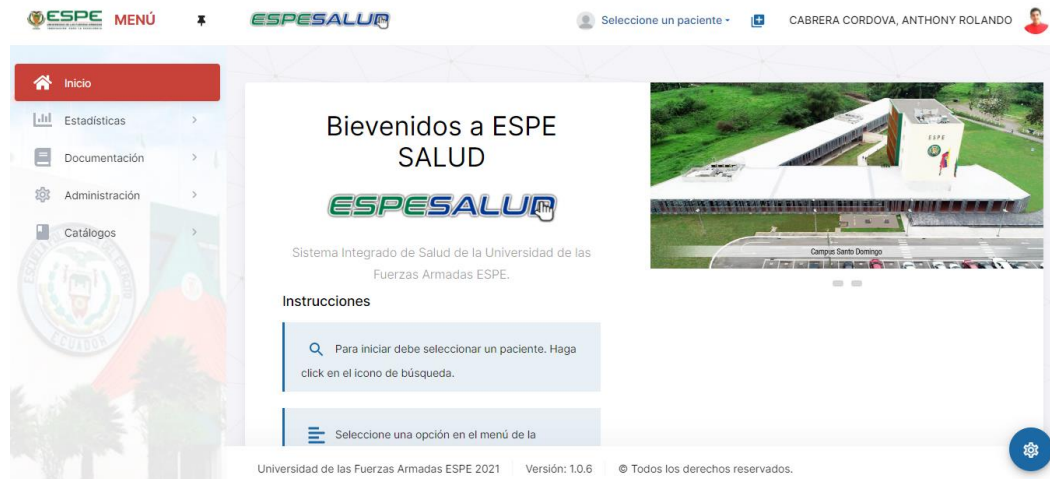 ESPE MENÚ
ESPESALUD
Seleccione un paciente
CABRERA CORDOVA, ANTHONY ROLANDO
Inicio
Estadísticas
Documentación
Administración
Catálogos
ECUADOR
Bievenidos a ESPE
SALUD
ESPESALUD
Sistema Integrado de Salud de la Universidad de las
Fuerzas Armadas ESPE.
Instrucciones
Para iniciar debe seleccionar un paciente. Haga
click en el icono de búsqueda.
Seleccione una opción en el menú de la
ESPE
Campus Santo Domingo
Universidad de las Fuerzas Armadas ESPE 2021
Versión: 1.0.6
© Todos los derechos reservados.